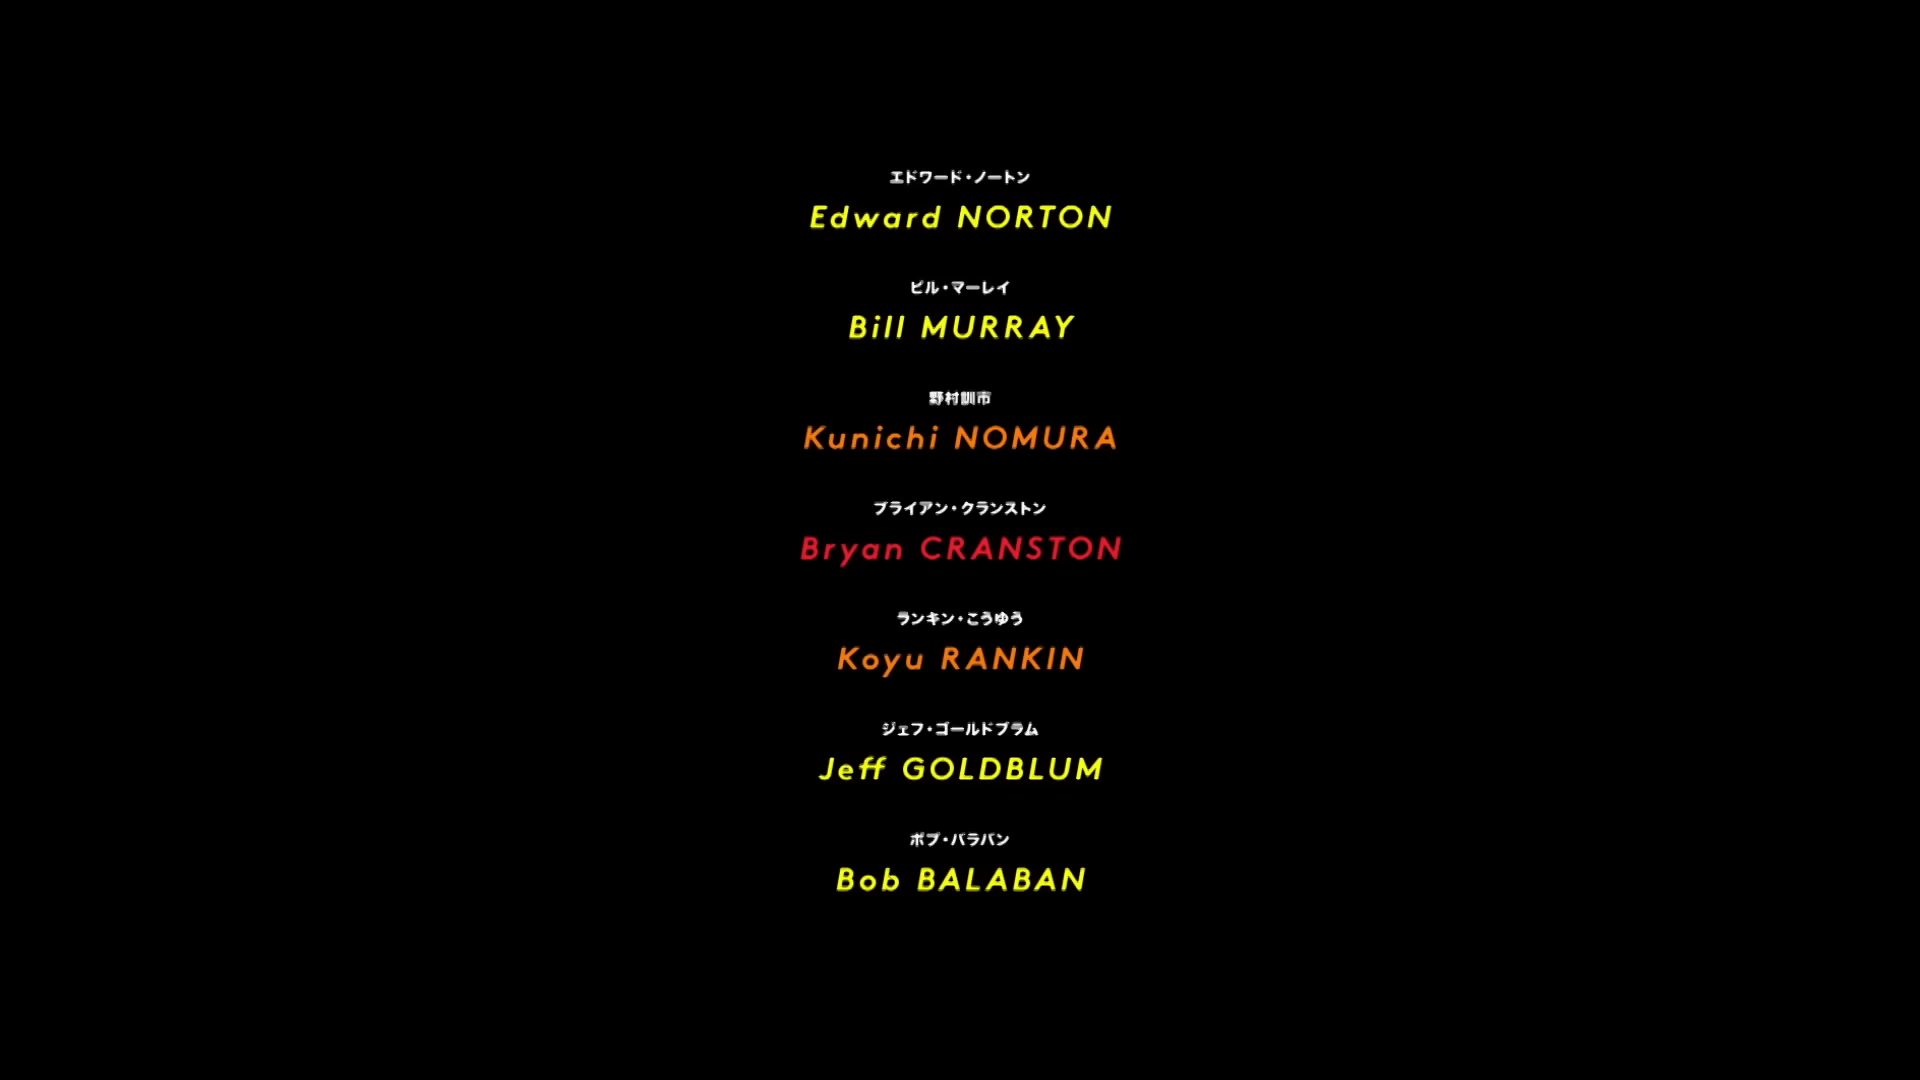 エドワード・ノートン
Edward NORTON
ビル・マーレイ
Bill MURRAY
野村訓市
Kunichi NOMURA
ブライアン・クランストン
Bryan CRANSTON
ランキン・こうゆう
Koyu RANKIN
ジェフ・ゴールドブラム
Jeff GOLDBLUM
ボブ・バラバン
Bob BALABAN